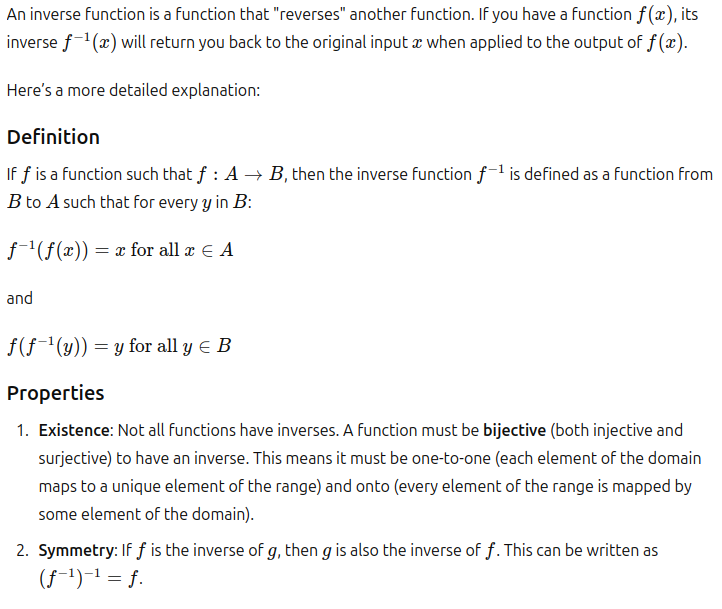 An inverse function is a function that "reverses" another function. If you have a function f(x), its
inverse f⁻¹(x) will return you back to the original input x when applied to the output of f(x).
Here's a more detailed explanation:
Definition
If f is a function such that f : A → B, then the inverse function f⁻¹ is defined as a function from
B to A such that for every y in B:
f⁻¹(f(x)) = x for all x ∈ A
and
f(f⁻¹(y)) = y for all y ∈ B
Properties
1. Existence: Not all functions have inverses. A function must be bijective (both injective and
surjective) to have an inverse. This means it must be one-to-one (each element of the domain
maps to a unique element of the range) and onto (every element of the range is mapped by
some element of the domain).
2. Symmetry: If f is the inverse of g, then g is also the inverse of f. This can be written as
(f⁻¹)⁻¹ = f.